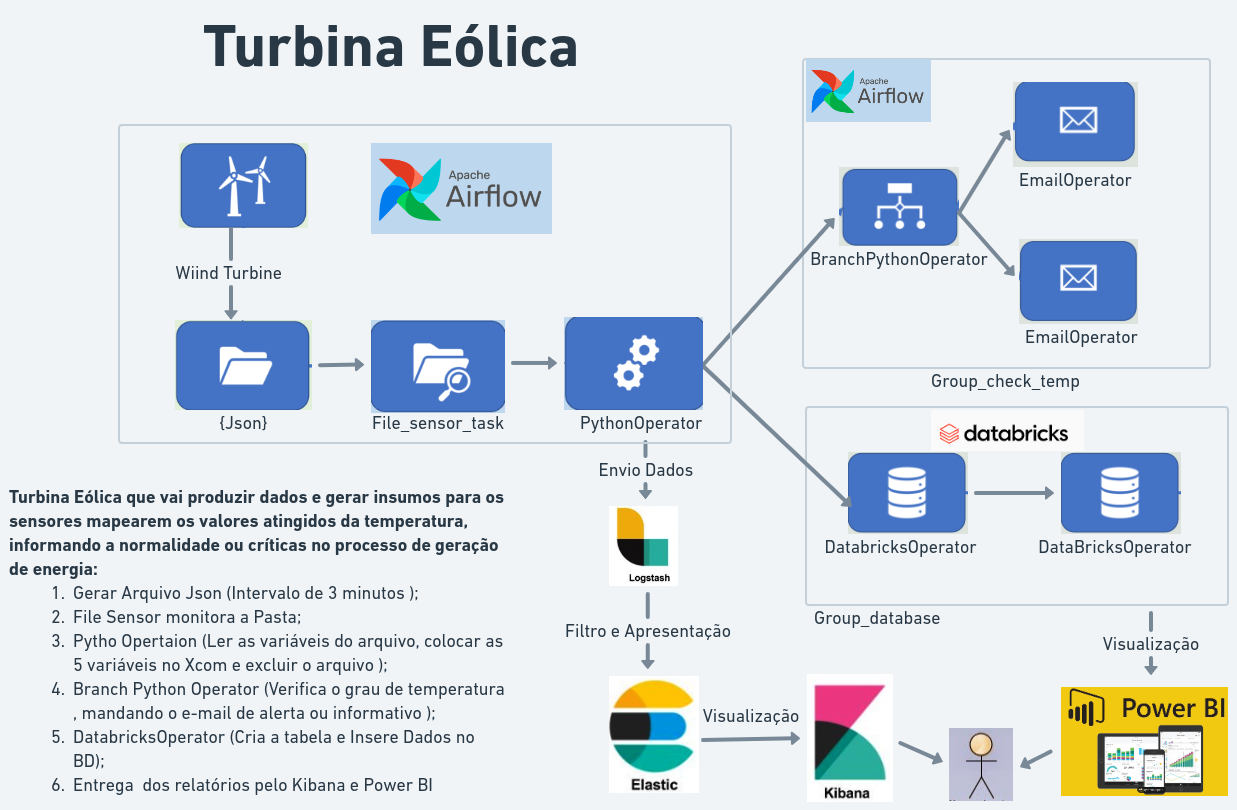 Turbina Eólica
Apache
Airflow
Wiind Turbine
{Json}
File_sensor_task
PythonOperator
Apache
Airflow
BranchPythonOperator
EmailOperator
EmailOperator
Group_check_temp
databricks
DatabricksOperator
DataBricksOperator
Group_database
Envio Dados
Logstash
Filtro e Apresentação
Elastic
Visualização
Kibana
Visualização
Power BI
Turbina Eólica que vai produzir dados e gerar insumos para os
sensores mapearem os valores atingidos da temperatura,
informando a normalidade ou críticas no processo de geração
de energia:
1. Gerar Arquivo Json (Intervalo de 3 minutos );
2. File Sensor monitora a Pasta;
3. Pytho Opertaion (Ler as variáveis do arquivo, colocar as
5 variáveis no Xcom e excluir o arquivo );
4. Branch Python Operator (Verifica o grau de temperatura
, mandando o e-mail de alerta ou informativo );
5. DatabricksOperator (Cria a tabela e Insere Dados no
BD);
6. Entrega  dos relatórios pelo Kibana e Power BI